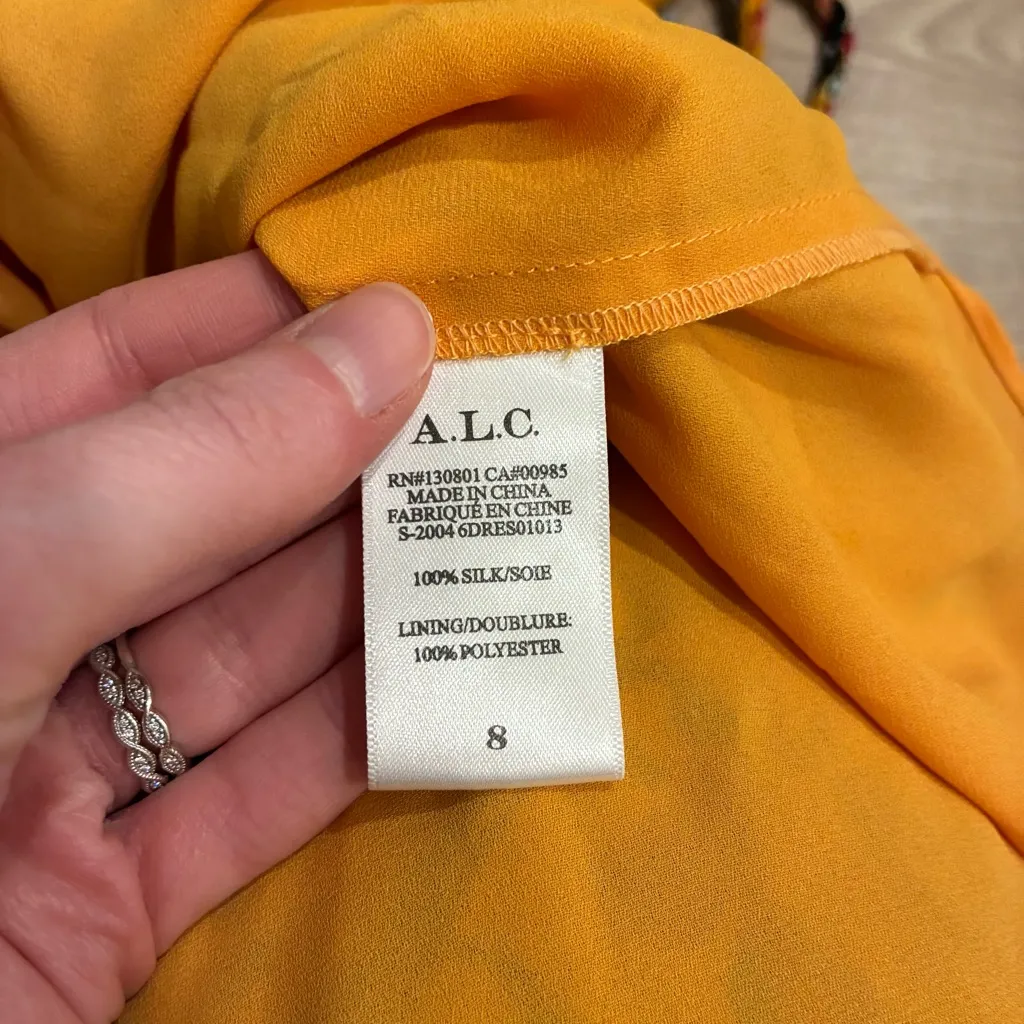 A.L.C.
RN#130801 CA#00985
MADE IN CHINA
FABRIQUÉ EN CHINE
S-2004 6DRES01013
100% SILK/SOIE
LINING/DOUBLURE:
100% POLYESTER
8